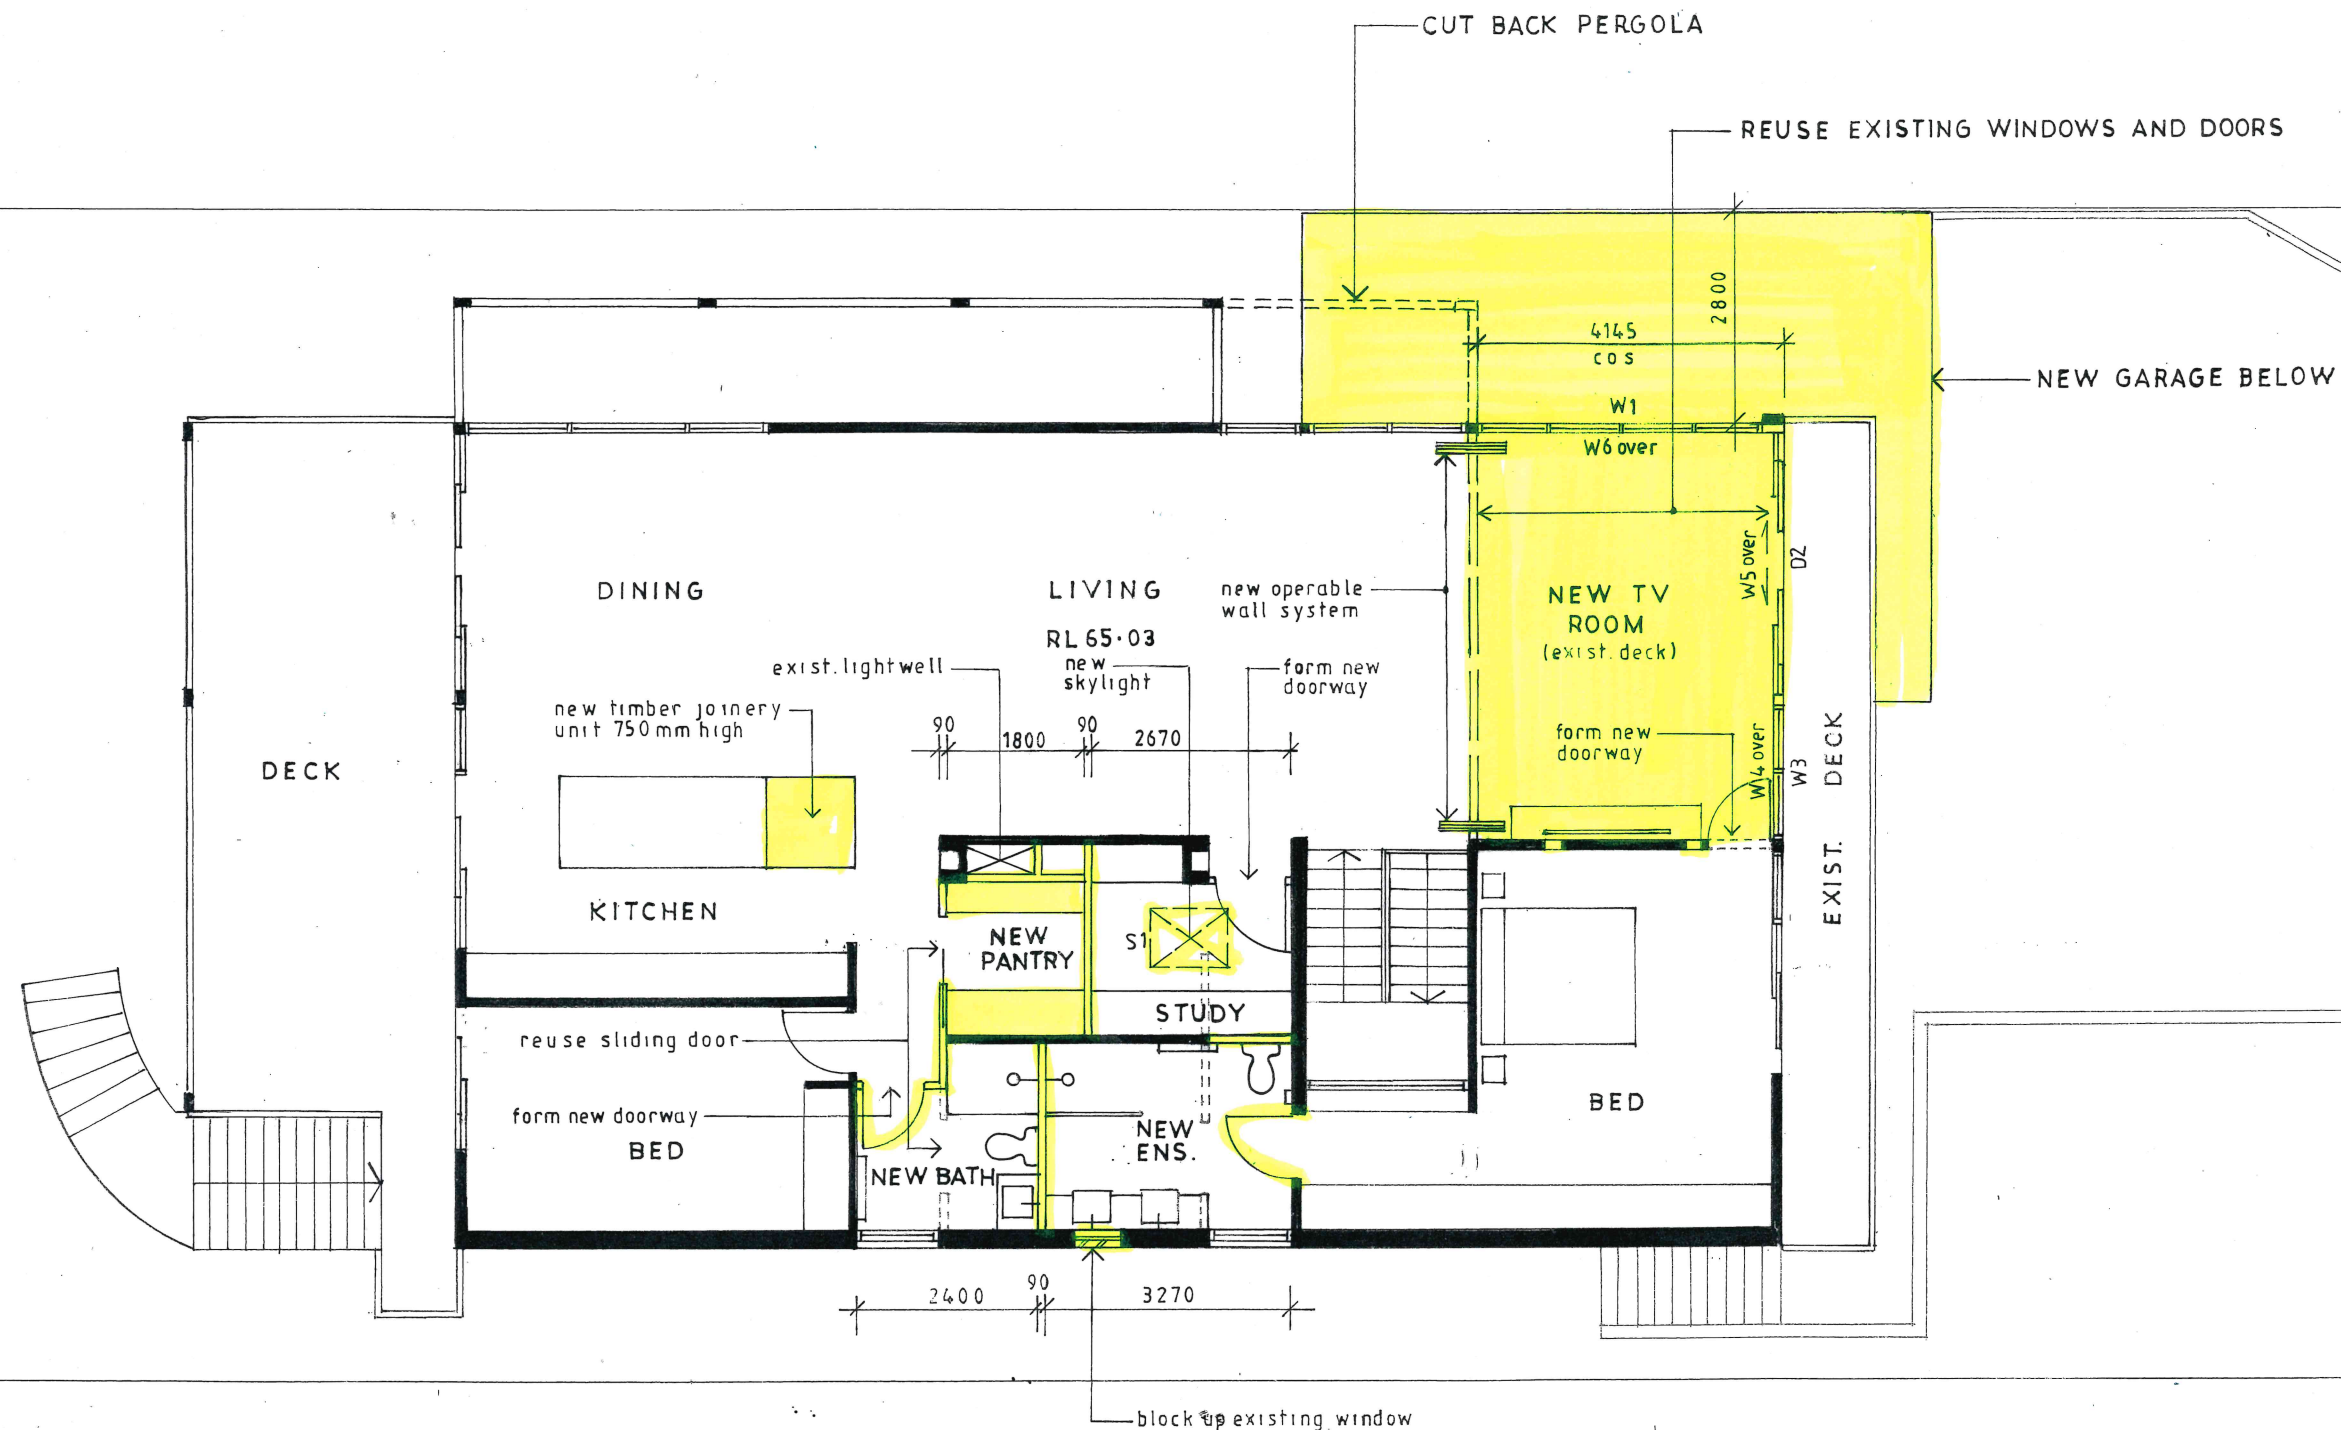 CUT BACK PERGOLA
REUSE EXISTING WINDOWS AND DOORS
2800
4145
cos
NEW GARAGE BELOW
W1
W6 over
DINING
LIVING
RL 65·03
new operable
wall system
W5 over
D2
NEW TV
ROOM
(exist. deck)
exist. lightwell
new
skylight
form new
doorway
new timber joinery
unit 750mm high
90
1800
90
2670
form new
doorway
W4 over
W3
DECK
EXIST. DECK
KITCHEN
NEW
PANTRY
S1
STUDY
reuse sliding door
form new doorway
BED
NEW BATH
NEW
ENS.
BED
2400
90
3270
block up existing window